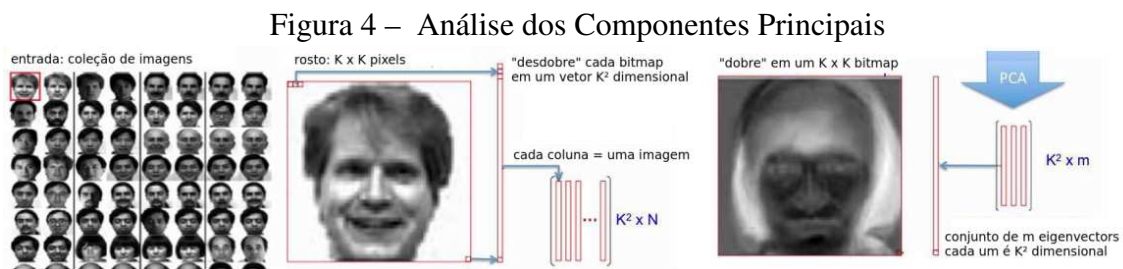 Figura 4 – Análise dos Componentes Principais
entrada: coleção de imagens
rosto: K x K pixels
"desdobre" cada bitmap
em um vetor K² dimensional
cada coluna = uma imagem
...
K² x N
"dobre" em um K x K bitmap
PCA
K² x m
conjunto de m eigenvectors
cada um é K² dimensional